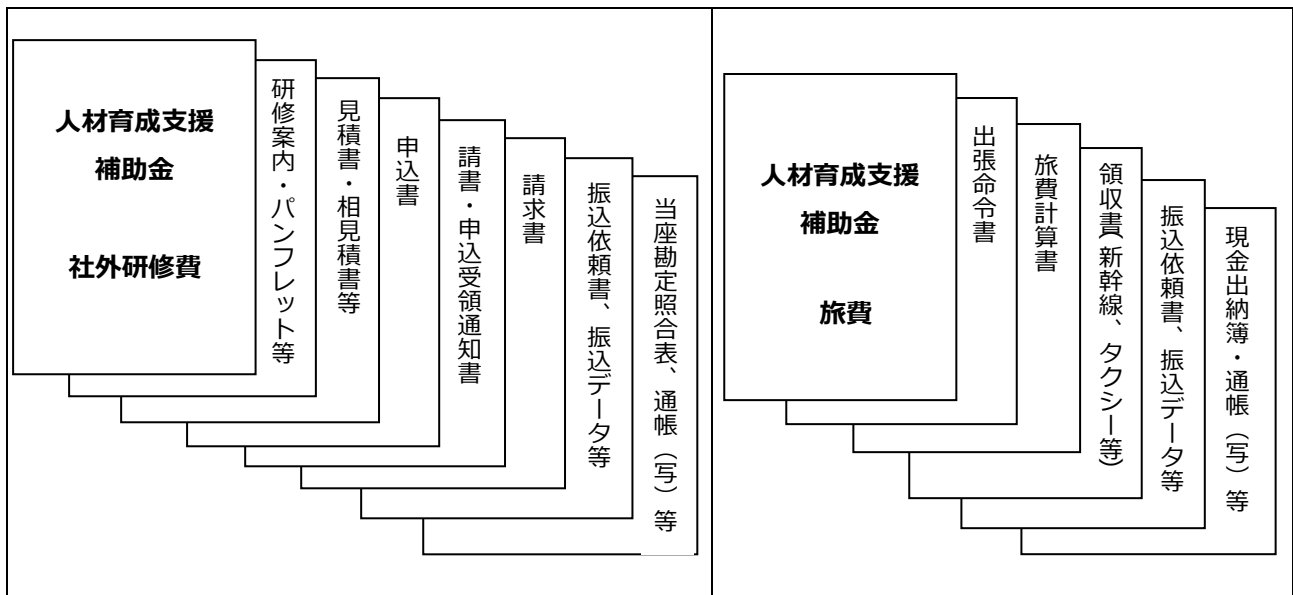 人材育成支援
補助金
社外研修費
研修案内・パンフレット等
見積書・相見積書等
申込書
請書・申込受領通知書
請求書
振込依頼書、振込データ等
当座勘定照合表、通帳（写）等
人材育成支援
補助金
旅費
出張命令書
旅費計算書
領収書（新幹線、タクシー等）
振込依頼書、振込データ等
現金出納簿・通帳（写）等